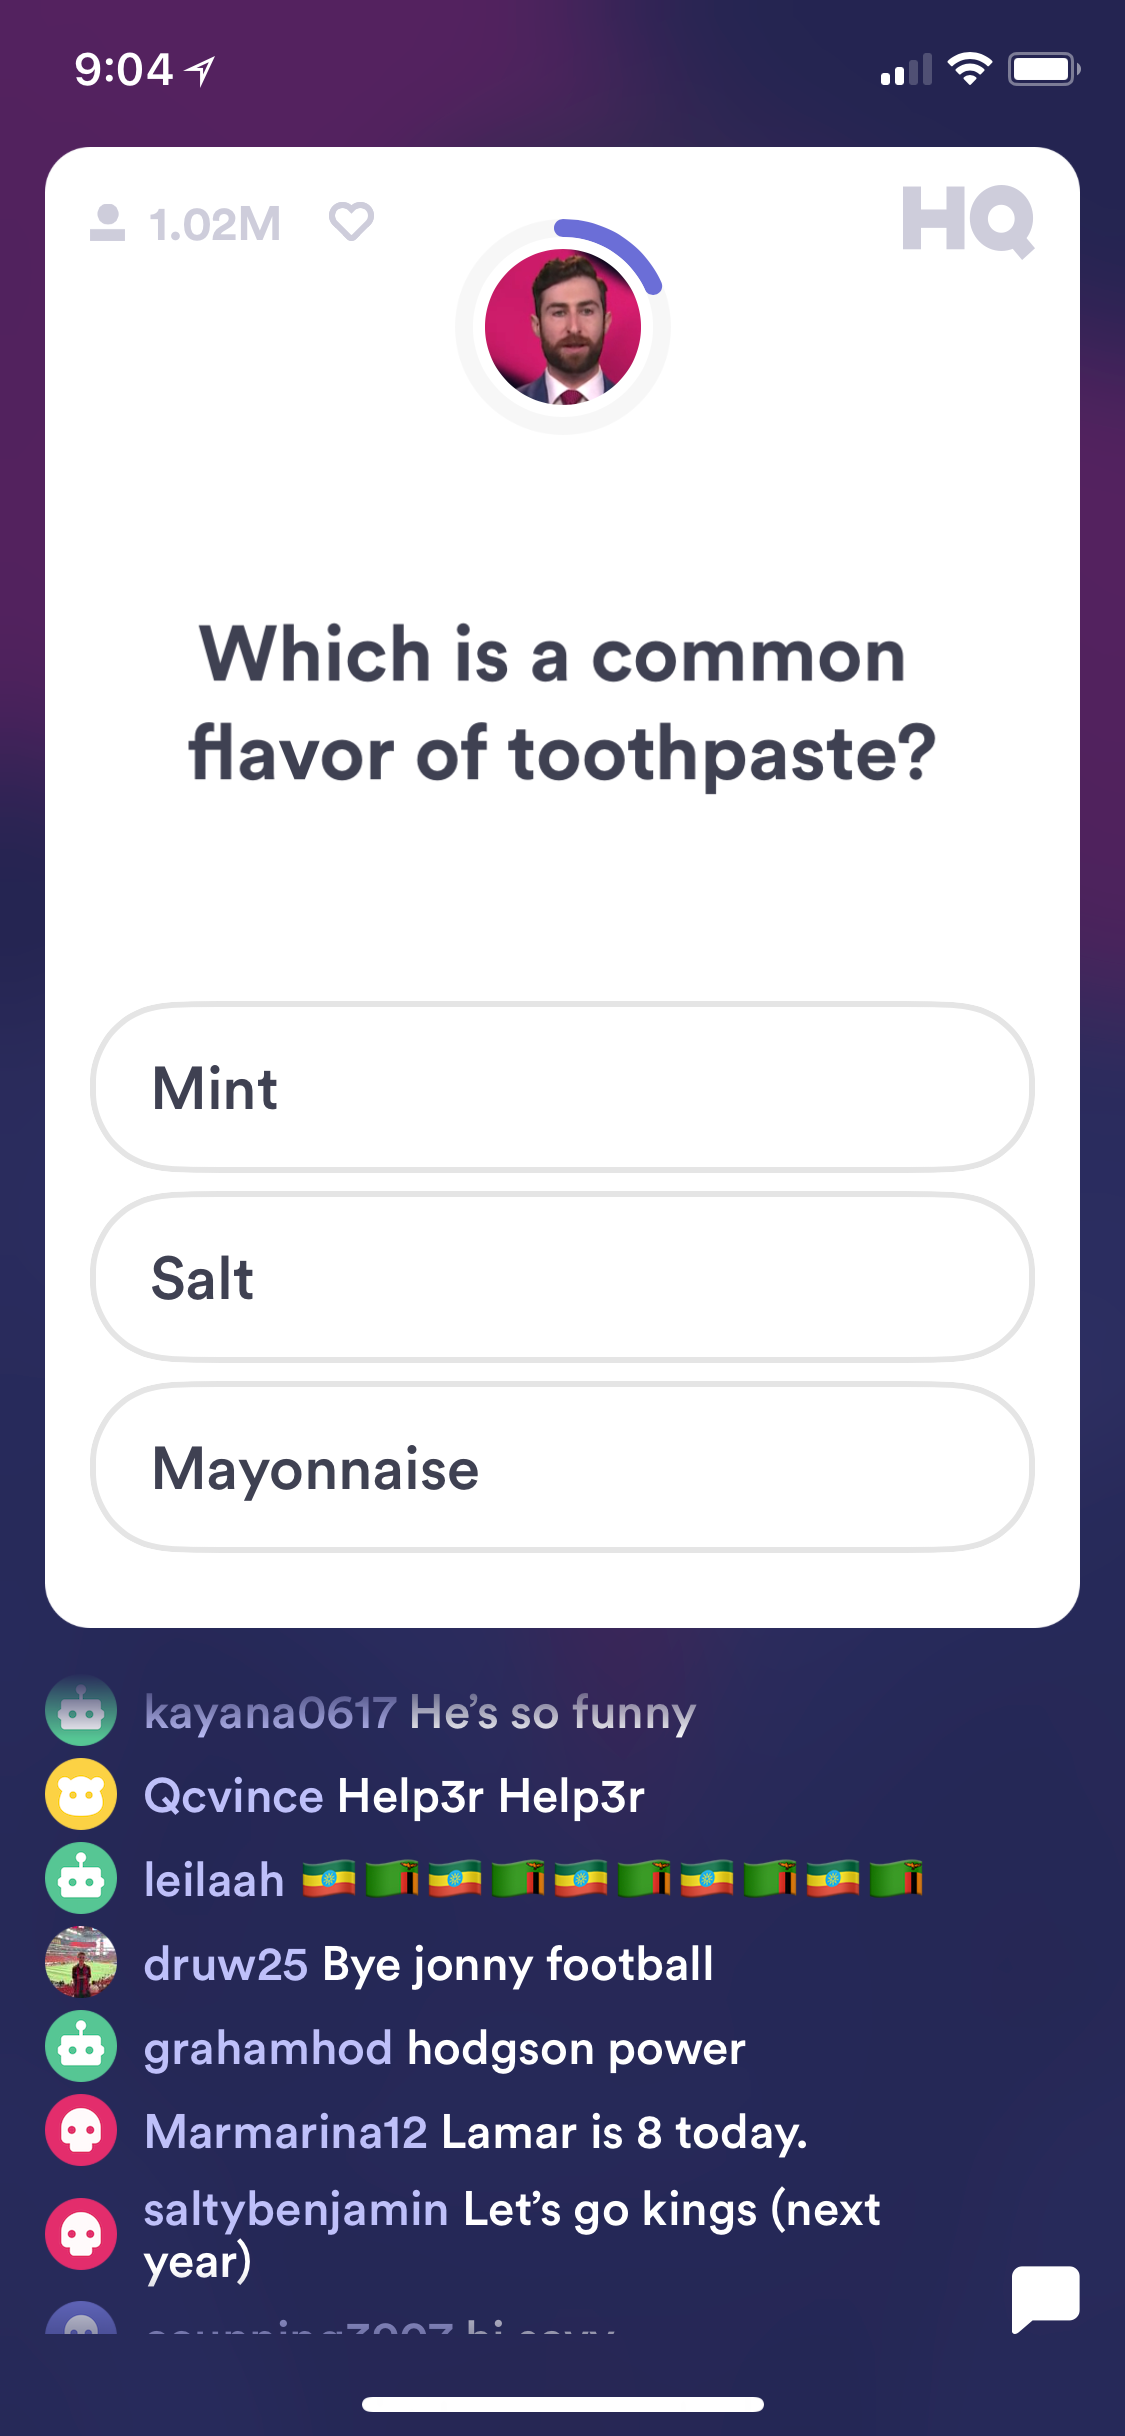 9:04
1.02M
HQ
Which is a common
flavor of toothpaste?
Mint
Salt
Mayonnaise
kayana0617 He’s so funny
Qcvince Help3r Help3r
leilaah 🇪🇹🇿🇲🇪🇹🇿🇲🇪🇹🇿🇲🇪🇹🇿🇲🇪🇹🇿🇲
druw25 Bye jonny football
grahamhod hodgson power
Marmarina12 Lamar is 8 today.
saltybenjamin Let’s go kings (next
year)